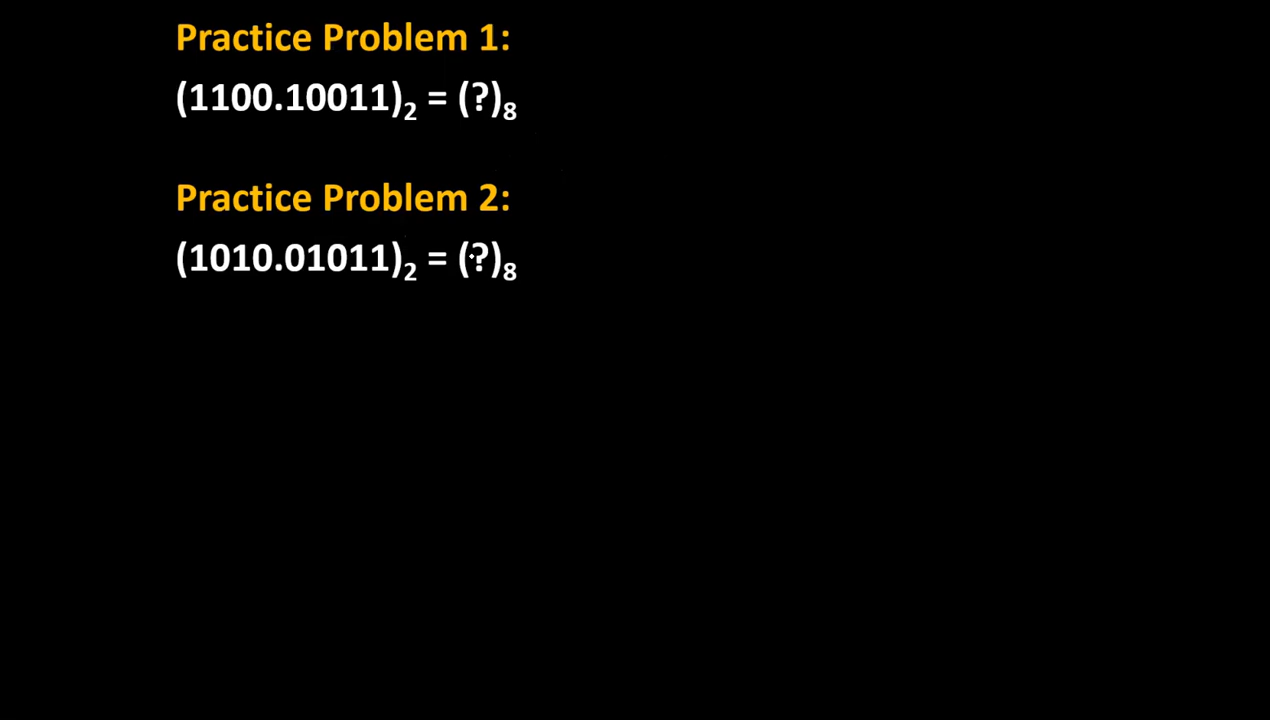 Practice Problem 1:
(1100.10011)₂ = (?)₈
Practice Problem 2:
(1010.01011)₂ = (?)₈